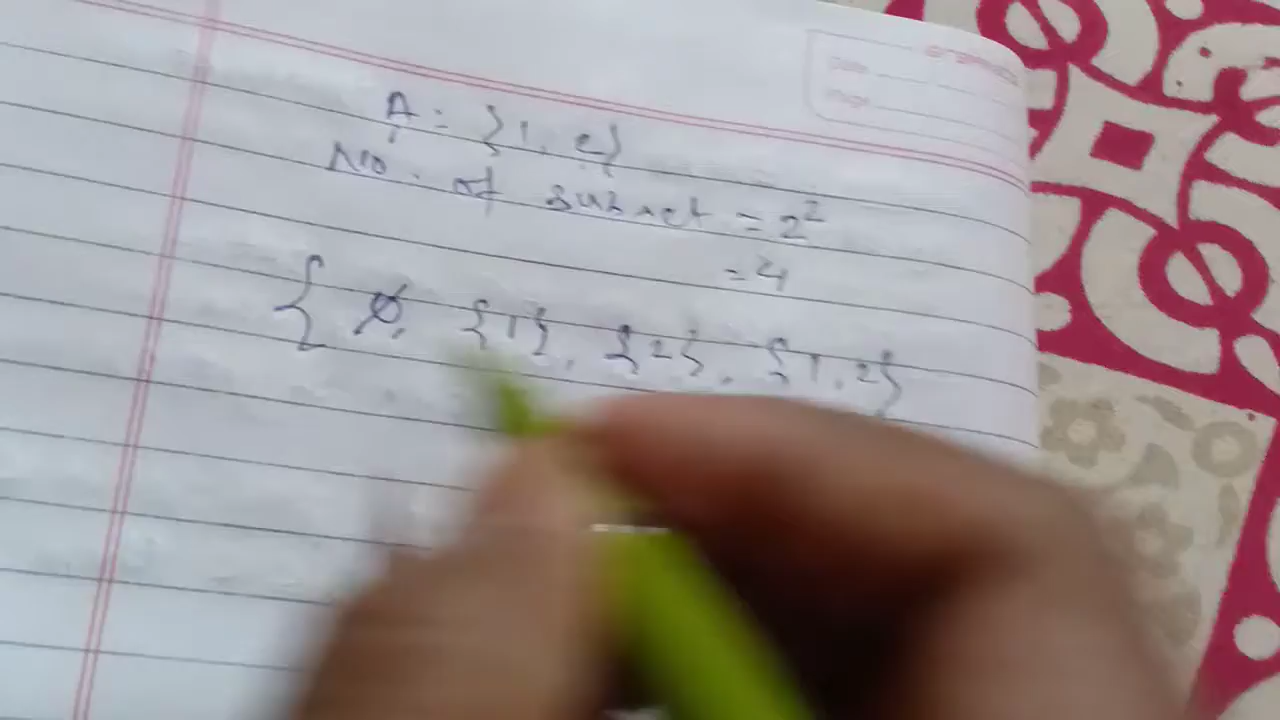 A = {1, 2}
No. of subset = 2²
= 4
{ ∅, {1}, {2}, {1, 2}